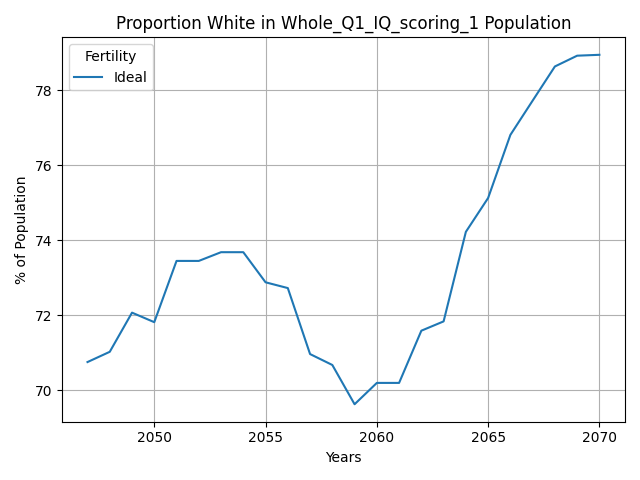 Proportion White in Whole_Q1_IQ_scoring_1 Population
Fertility
Ideal
% of Population
78
76
74
72
70
2050 2055 2060 2065 2070
Years